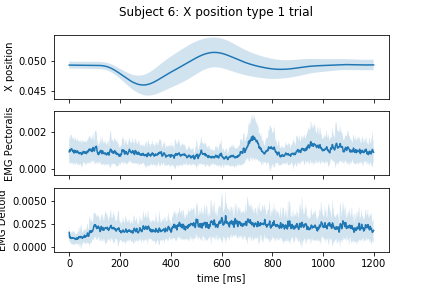 Subject 6: X position type 1 trial
X position
0.050
0.045
EMG Pectoralis
0.002
0.000
EMG Deltoid
0.0050
0.0025
0.0000
0 200 400 600 800 1000 1200
time [ms]